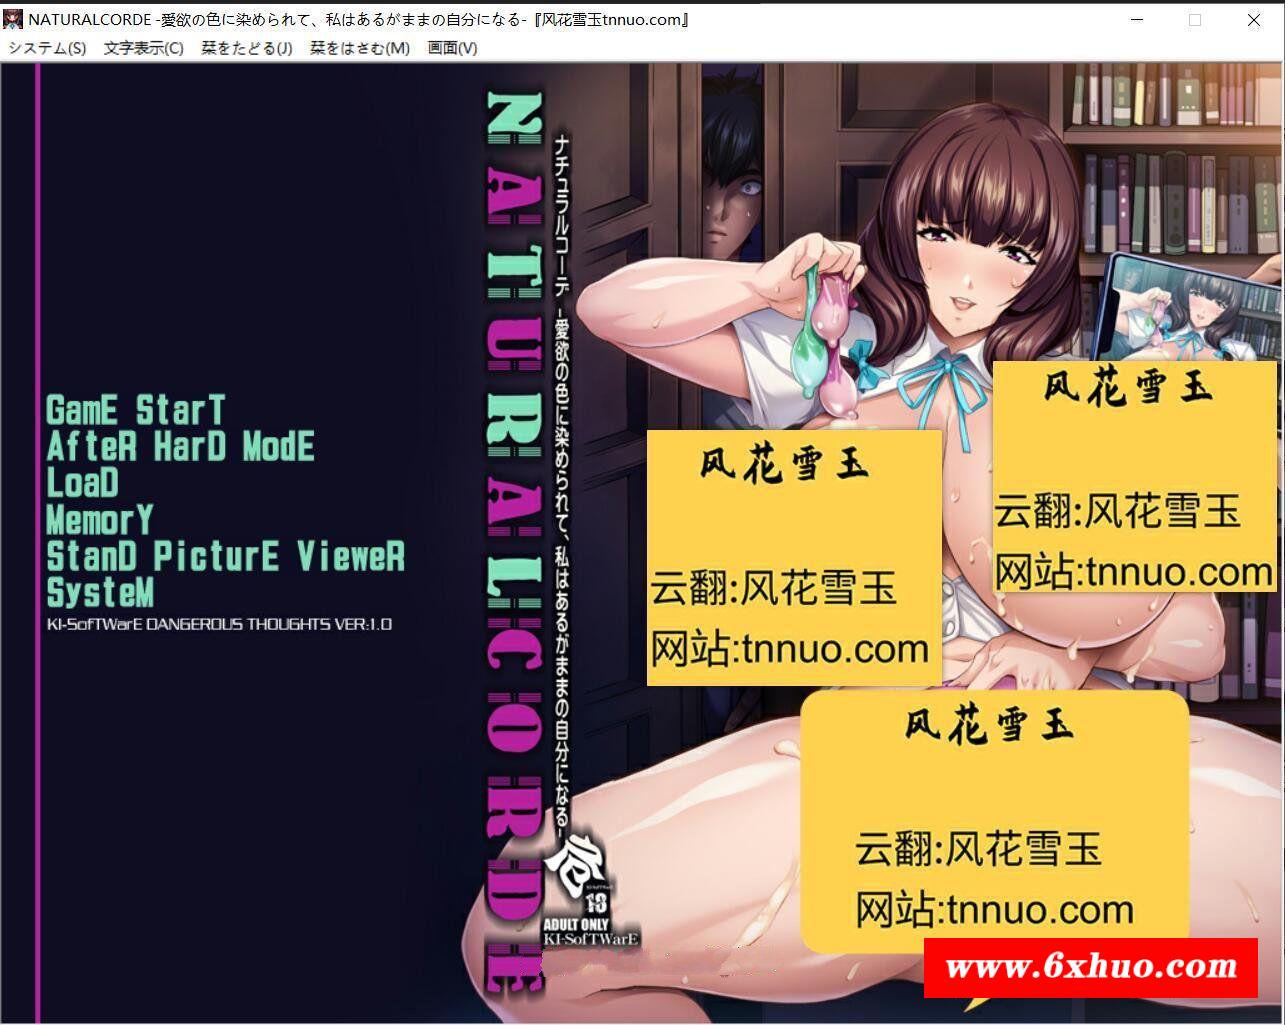 NATURALCORDE -愛欲の色に染められて、私はあるがままの自分になる-『风花雪玉tnnuo.com』
システム(S) 文字表示(C) 栞をたどる(J) 栞をはさむ(M) 画面(V)
GamE StarT
AfteR HarD ModE
LoaD
MemorY
StanD PicturE VieweR
SysteM
KI-SofTWarE DANGEROUS THOUGHTS VER:1.0
NATURALCORDE
ナチュラルコーデ -愛欲の色に染められて、私はあるがままの自分になる-
危
18
ADULT ONLY
KI-SofTWarE
风花雪玉
云翻:风花雪玉
网站:tnnuo.com
风花雪玉
云翻:风花雪玉
网站:tnnuo.com
风花雪玉
云翻:风花雪玉
网站:tnnuo.com
www.6xhuo.com